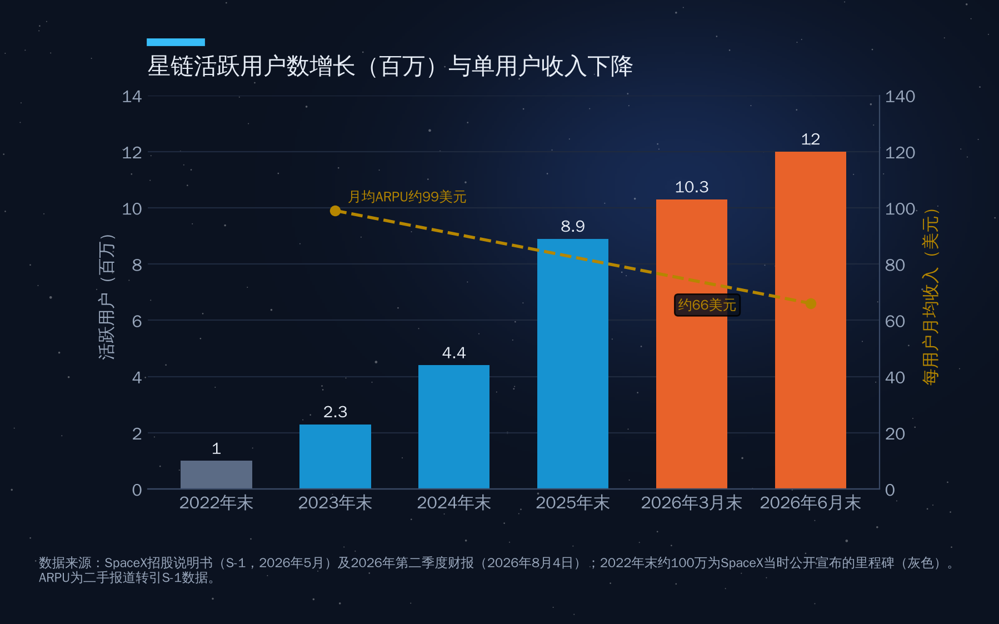 星链活跃用户数增长（百万）与单用户收入下降
14
12
10
8
6
4
2
0
活跃用户（百万）
140
120
100
80
60
40
20
0
每用户月均收入（美元）
1
2.3
4.4
8.9
10.3
12
月均ARPU约99美元
约66美元
2022年末
2023年末
2024年末
2025年末
2026年3月末
2026年6月末
数据来源：SpaceX招股说明书（S-1，2026年5月）及2026年第二季度财报（2026年8月4日）；2022年末约100万为SpaceX当时公开宣布的里程碑（灰色）。
ARPU为二手报道转引S-1数据。